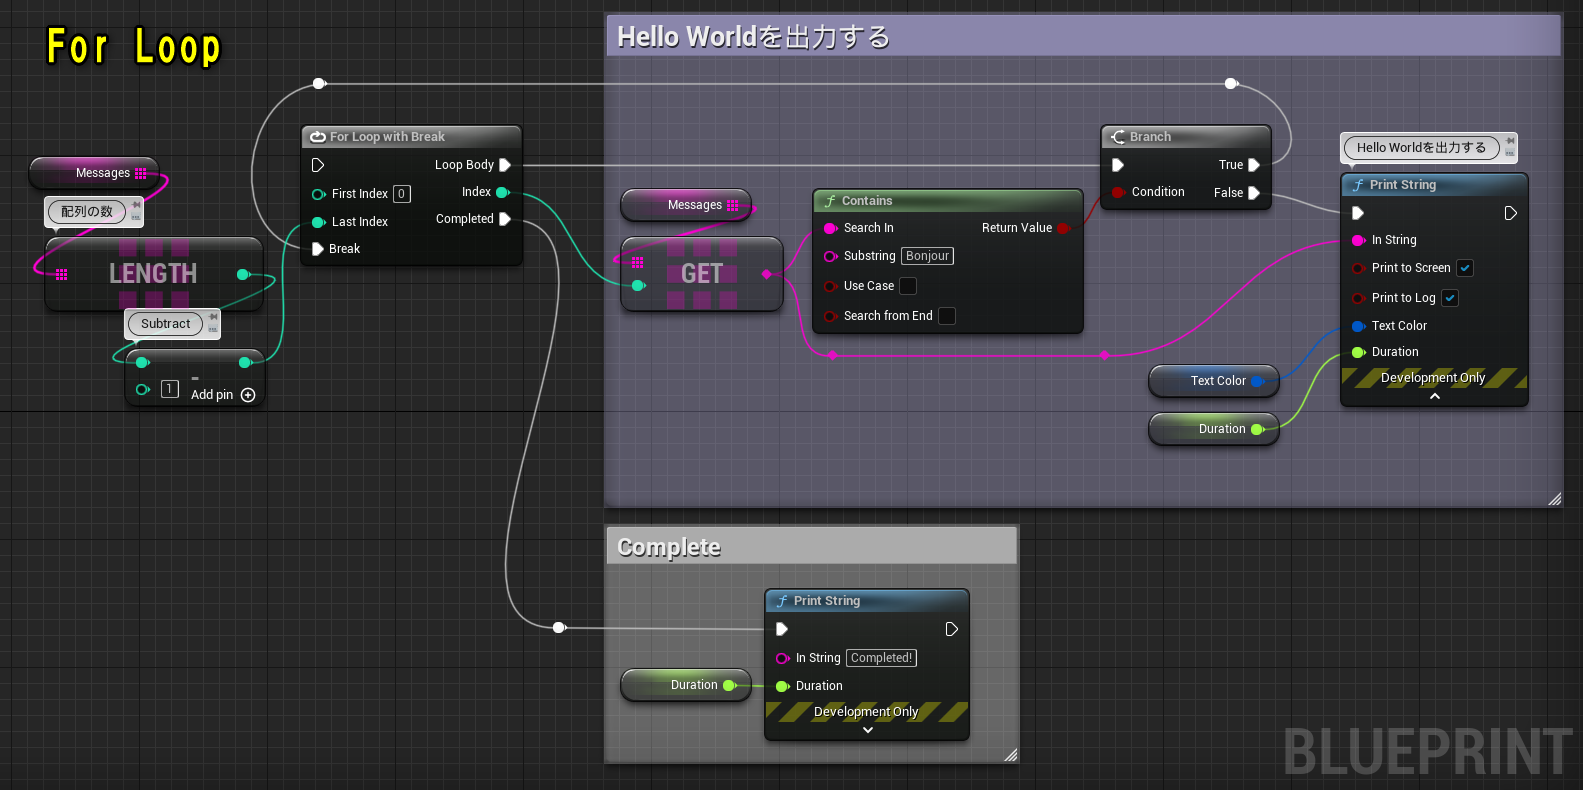 For Loop
Hello Worldを出力する
Messages
配列の数
LENGTH
Subtract
-
1
Add pin
For Loop with Break
Loop Body
First Index 0
Index
Last Index
Completed
Break
Messages
GET
Contains
Search In
Return Value
Substring Bonjour
Use Case
Search from End
Branch
True
Condition
False
Hello Worldを出力する
Print String
In String
Print to Screen
Print to Log
Text Color
Duration
Development Only
Text Color
Duration
Complete
Print String
In String Completed!
Duration
Duration
Development Only
BLUEPRINT